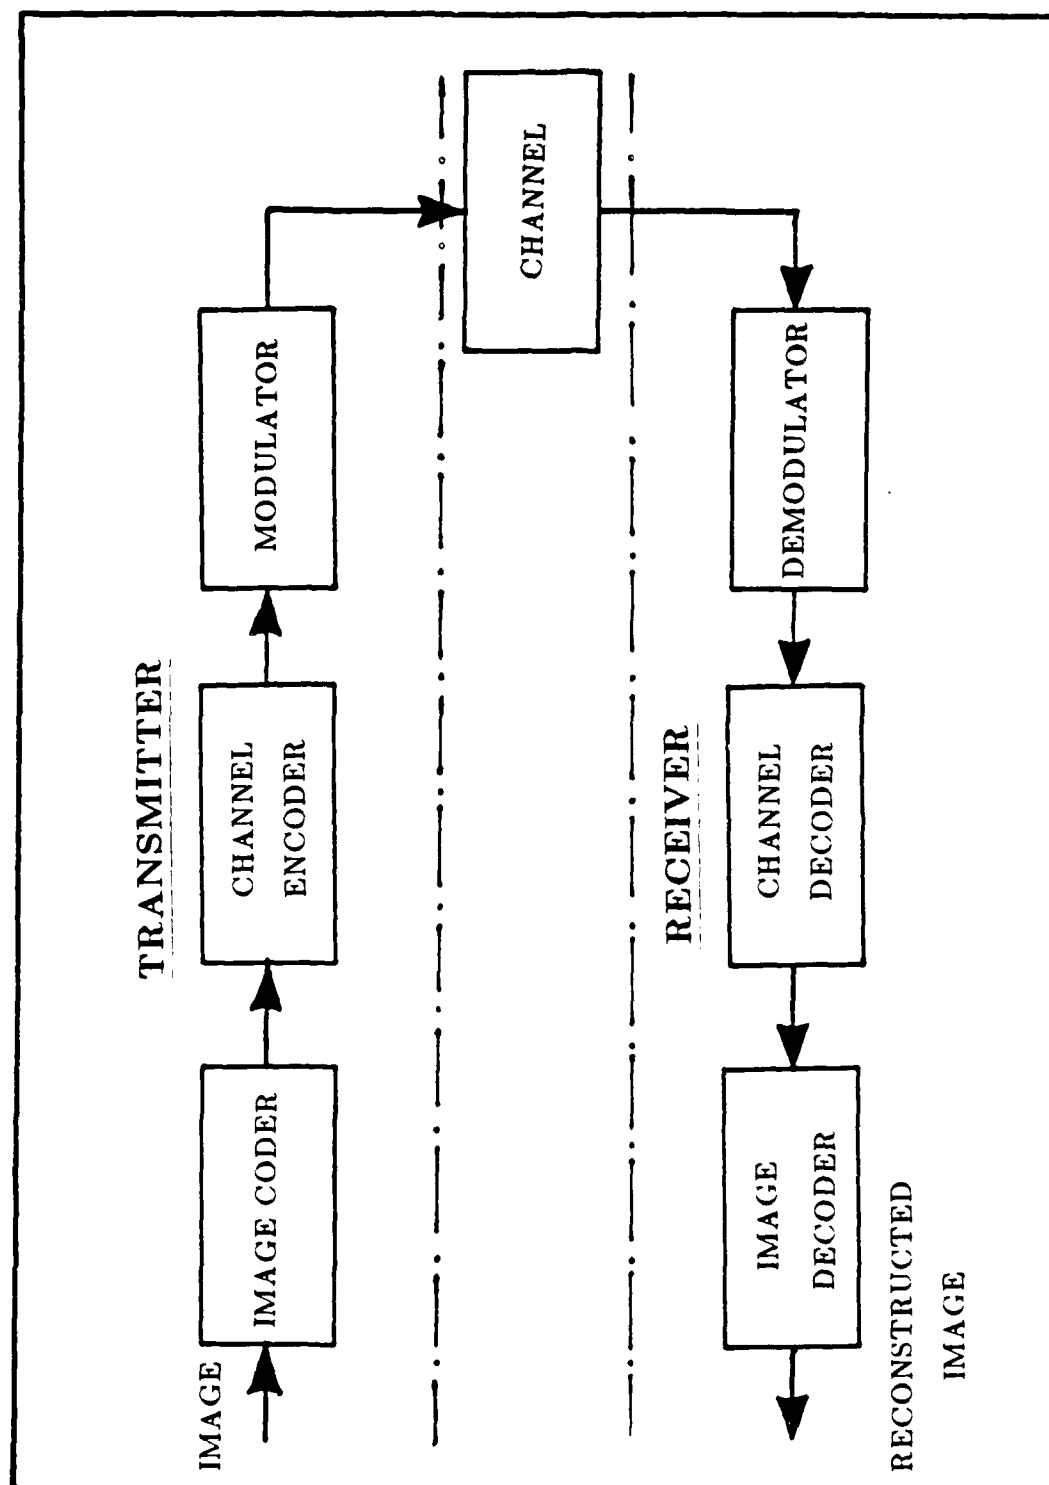 TRANSMITTER
IMAGE
IMAGE CODER
CHANNEL
ENCODER
MODULATOR
CHANNEL
RECEIVER
IMAGE
DECODER
CHANNEL
DECODER
DEMODULATOR
RECONSTRUCTED
IMAGE